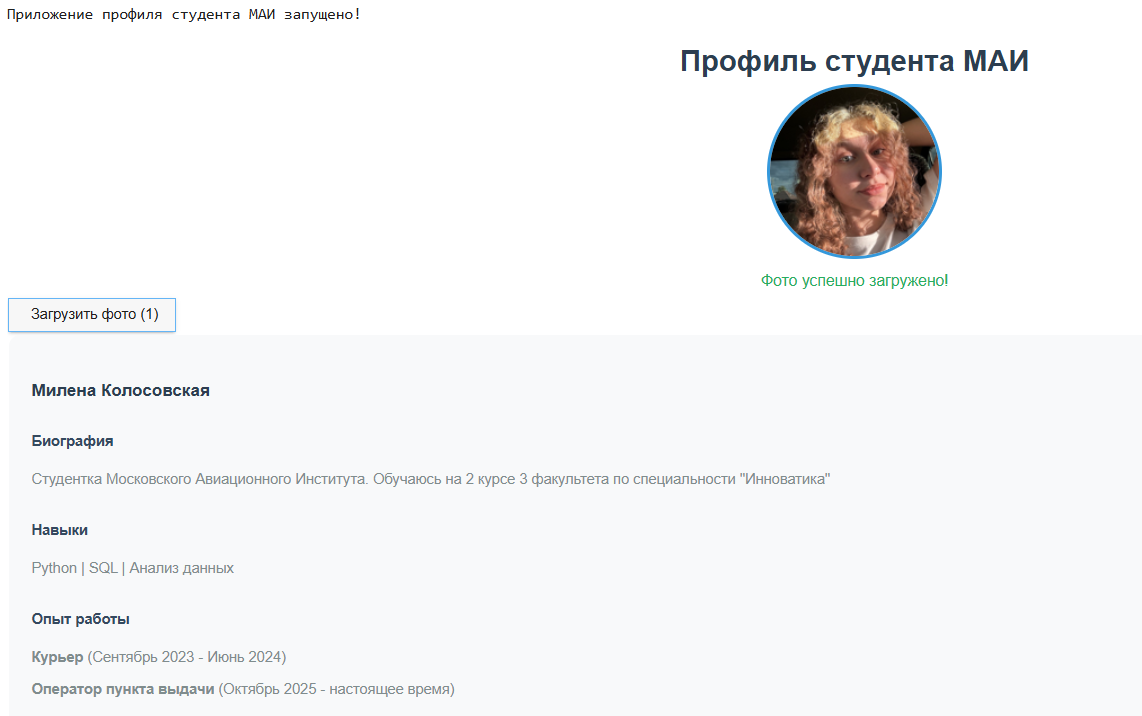 Приложение профиля студента МАИ запущено!
Профиль студента МАИ
Фото успешно загружено!
Загрузить фото (1)
Милена Колосовская
Биография
Студентка Московского Авиационного Института. Обучаюсь на 2 курсе 3 факультета по специальности "Инноватика"
Навыки
Python | SQL | Анализ данных
Опыт работы
Курьер (Сентябрь 2023 - Июнь 2024)
Оператор пункта выдачи (Октябрь 2025 - настоящее время)